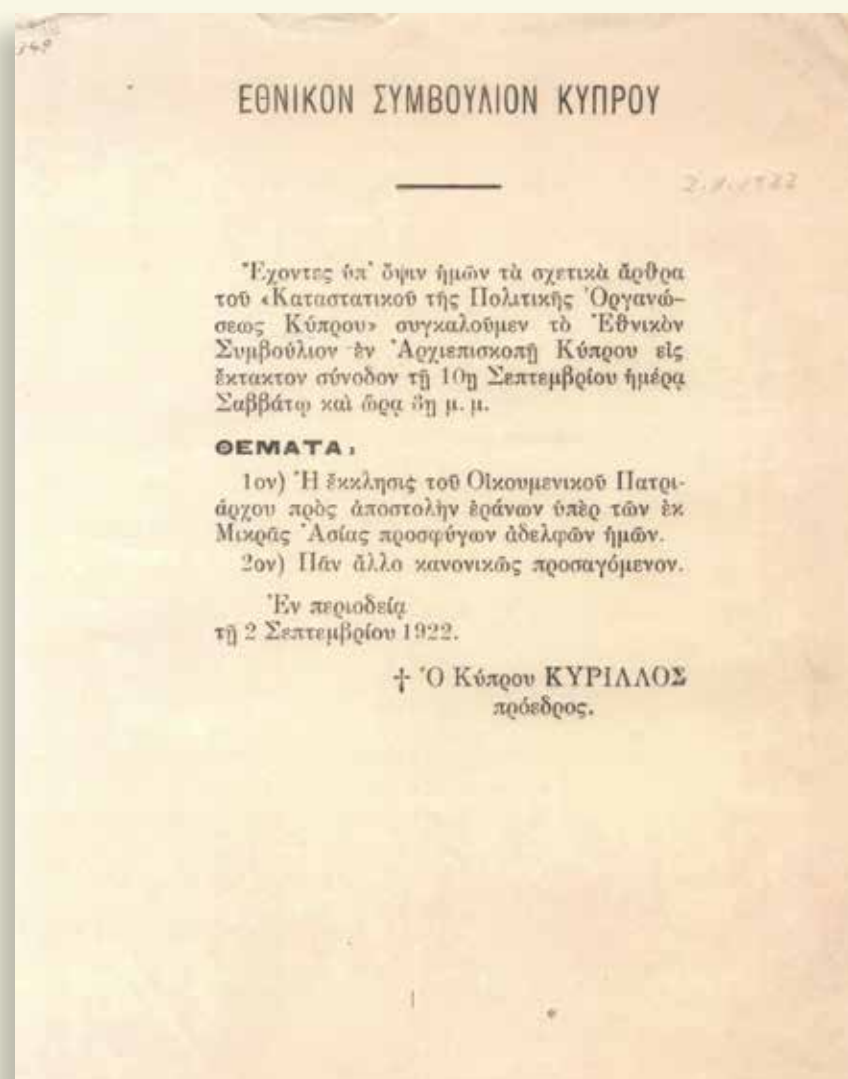 ΕΘΝΙΚΟΝ ΣΥΜΒΟΥΛΙΟΝ ΚΥΠΡΟΥ
Ἔχοντες ὑπ' ὄψιν ἡμῶν τὰ σχετικὰ ἄρθρα
τοῦ «Καταστατικοῦ τῆς Πολιτικῆς Ὀργανώ-
σεως Κύπρου» συγκαλοῦμεν τὸ Ἐθνικὸν
Συμβούλιον ἐν Ἀρχιεπισκοπῇ Κύπρου εἰς
ἔκτακτον σύνοδον τῇ 10ῃ Σεπτεμβρίου ἡμέρᾳ
Σαββάτῳ καὶ ὥρᾳ 3ῃ μ. μ.
ΘΕΜΑΤΑ:
1ον) Ἡ ἔκκλησις τοῦ Οἰκουμενικοῦ Πατρι-
άρχου πρὸς ἀποστολὴν ἐράνων ὑπὲρ τῶν ἐκ
Μικρᾶς Ἀσίας προσφύγων ἀδελφῶν ἡμῶν.
2ον) Πᾶν ἄλλο κανονικῶς προσαγόμενον.
Ἐν περιοδείᾳ
τῇ 2 Σεπτεμβρίου 1922.
† Ὁ Κύπρου ΚΥΡΙΛΛΟΣ
πρόεδρος.